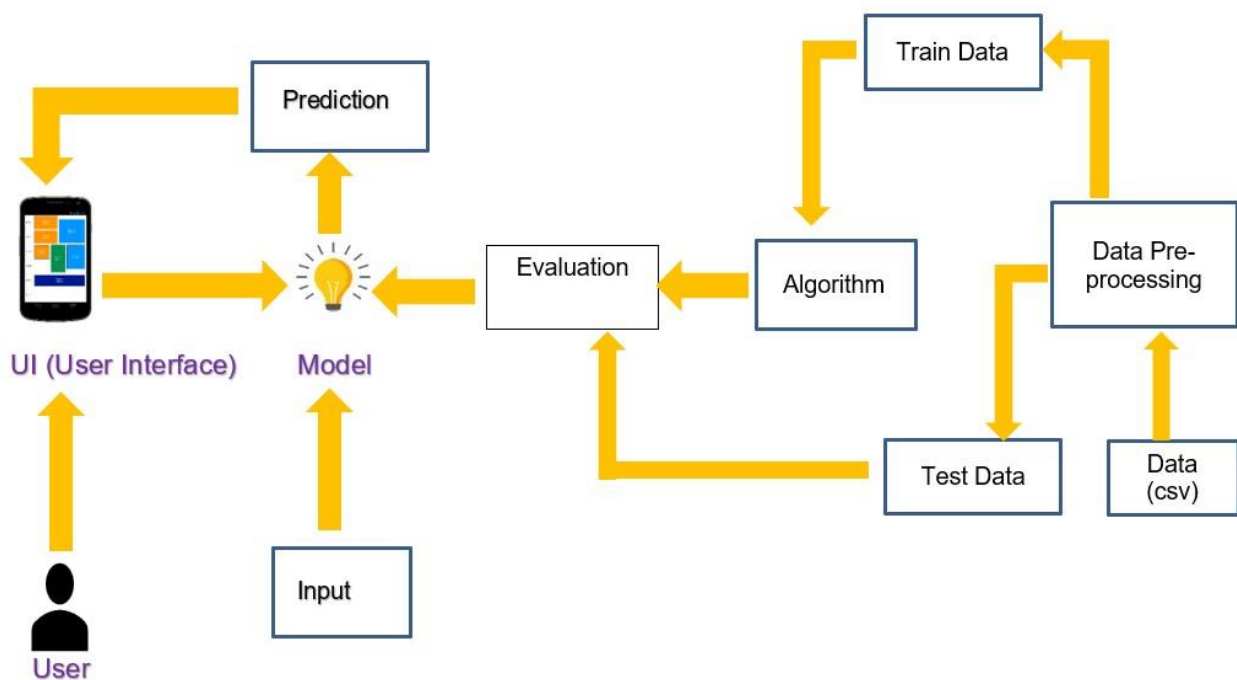 Train Data
Prediction
Data Pre-
processing
Evaluation
Algorithm
UI (User Interface)
Model
Test Data
Data
(csv)
Input
User